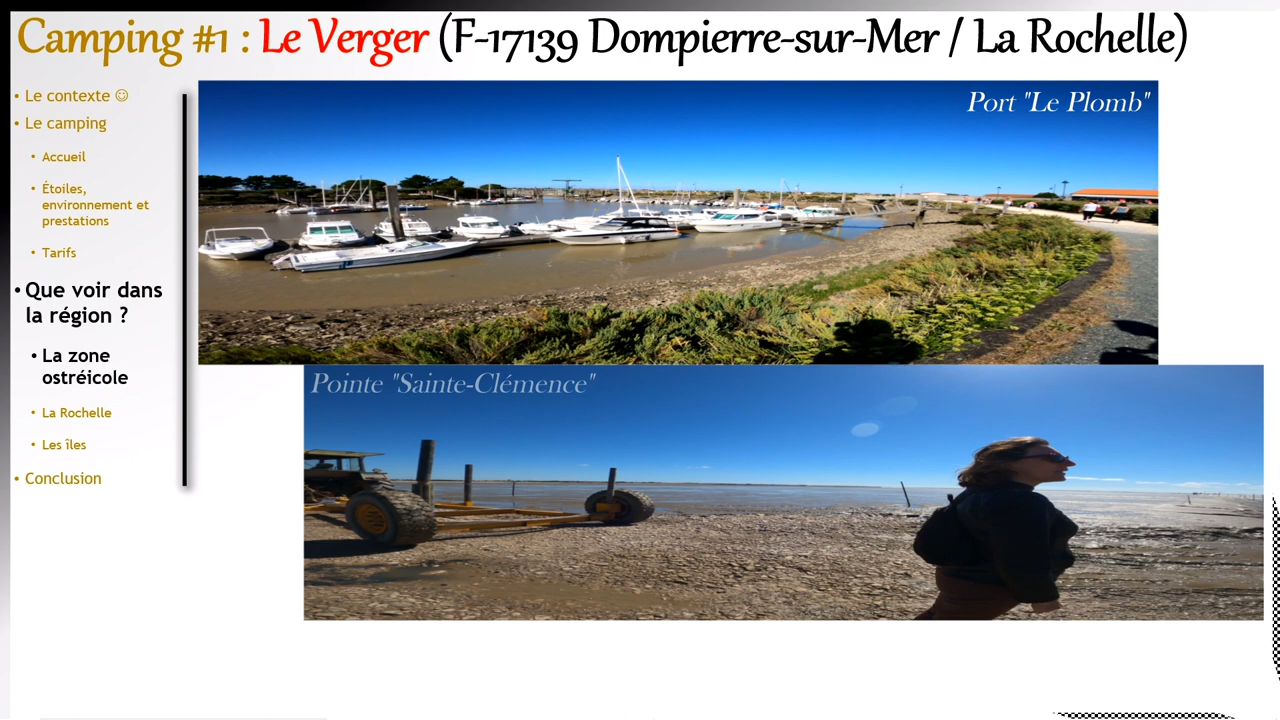 Camping #1 : Le Verger (F-17139 Dompierre-sur-Mer / La Rochelle)
• Le contexte ☺
• Le camping
• Accueil
• Étoiles,
environnement et
prestations
• Tarifs
• Que voir dans
la région ?
• La zone
ostréicole
• La Rochelle
• Les îles
• Conclusion
Port "Le Plomb"
Pointe "Sainte-Clémence"